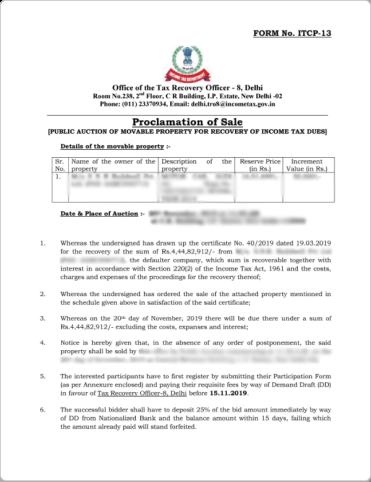 FORM No. ITCP-13
Office of the Tax Recovery Officer - 8, Delhi
Room No.238, 2nd Floor, C R Building, I.P. Estate, New Delhi -02
Phone: (011) 23370934, Email: delhi.tro8@incometax.gov.in
Proclamation of Sale
[PUBLIC AUCTION OF MOVABLE PROPERTY FOR RECOVERY OF INCOME TAX DUES]
Details of the movable property :-
Sr. No. Name of the owner of the property Description of the property Reserve Price (in Rs.) Increment Value (in Rs.)
1.
Date & Place of Auction :-
1. Whereas the undersigned has drawn up the certificate No. 40/2019 dated 19.03.2019
for the recovery of the sum of Rs.4,44,82,912/- from
, the defaulter company, which sum is recoverable together with
interest in accordance with Section 220(2) of the Income Tax Act, 1961 and the costs,
charges and expenses of the proceedings for the recovery thereof;
2. Whereas the undersigned has ordered the sale of the attached property mentioned in
the schedule given above in satisfaction of the said certificate;
3. Whereas on the 20th day of November, 2019 there will be due there under a sum of
Rs.4,44,82,912/- excluding the costs, expanses and interest;
4. Notice is hereby given that, in the absence of any order of postponement, the said
property shall be sold by
5. The interested participants have to first register by submitting their Participation Form
(as per Annexure enclosed) and paying their requisite fees by way of Demand Draft (DD)
in favour of Tax Recovery Officer-8, Delhi before 15.11.2019.
6. The successful bidder shall have to deposit 25% of the bid amount immediately by way
of DD from Nationalized Bank and the balance amount within 15 days, failing which
the amount already paid will stand forfeited.